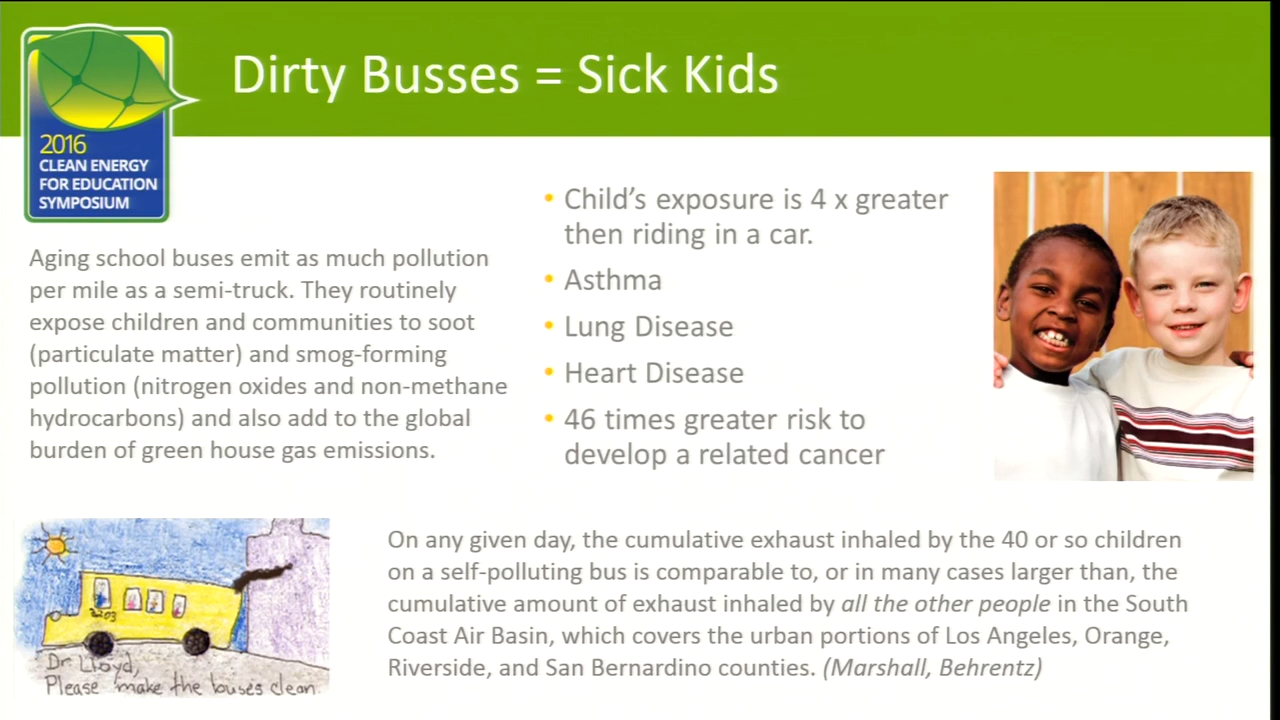 Dirty Busses = Sick Kids
2016
CLEAN ENERGY
FOR EDUCATION
SYMPOSIUM
Aging school buses emit as much pollution
per mile as a semi-truck. They routinely
expose children and communities to soot
(particulate matter) and smog-forming
pollution (nitrogen oxides and non-methane
hydrocarbons) and also add to the global
burden of green house gas emissions.
• Child’s exposure is 4 x greater
then riding in a car.
• Asthma
• Lung Disease
• Heart Disease
• 46 times greater risk to
develop a related cancer
3203
Dr. Lloyd,
Please make the buses clean.
On any given day, the cumulative exhaust inhaled by the 40 or so children
on a self-polluting bus is comparable to, or in many cases larger than, the
cumulative amount of exhaust inhaled by all the other people in the South
Coast Air Basin, which covers the urban portions of Los Angeles, Orange,
Riverside, and San Bernardino counties. (Marshall, Behrentz)